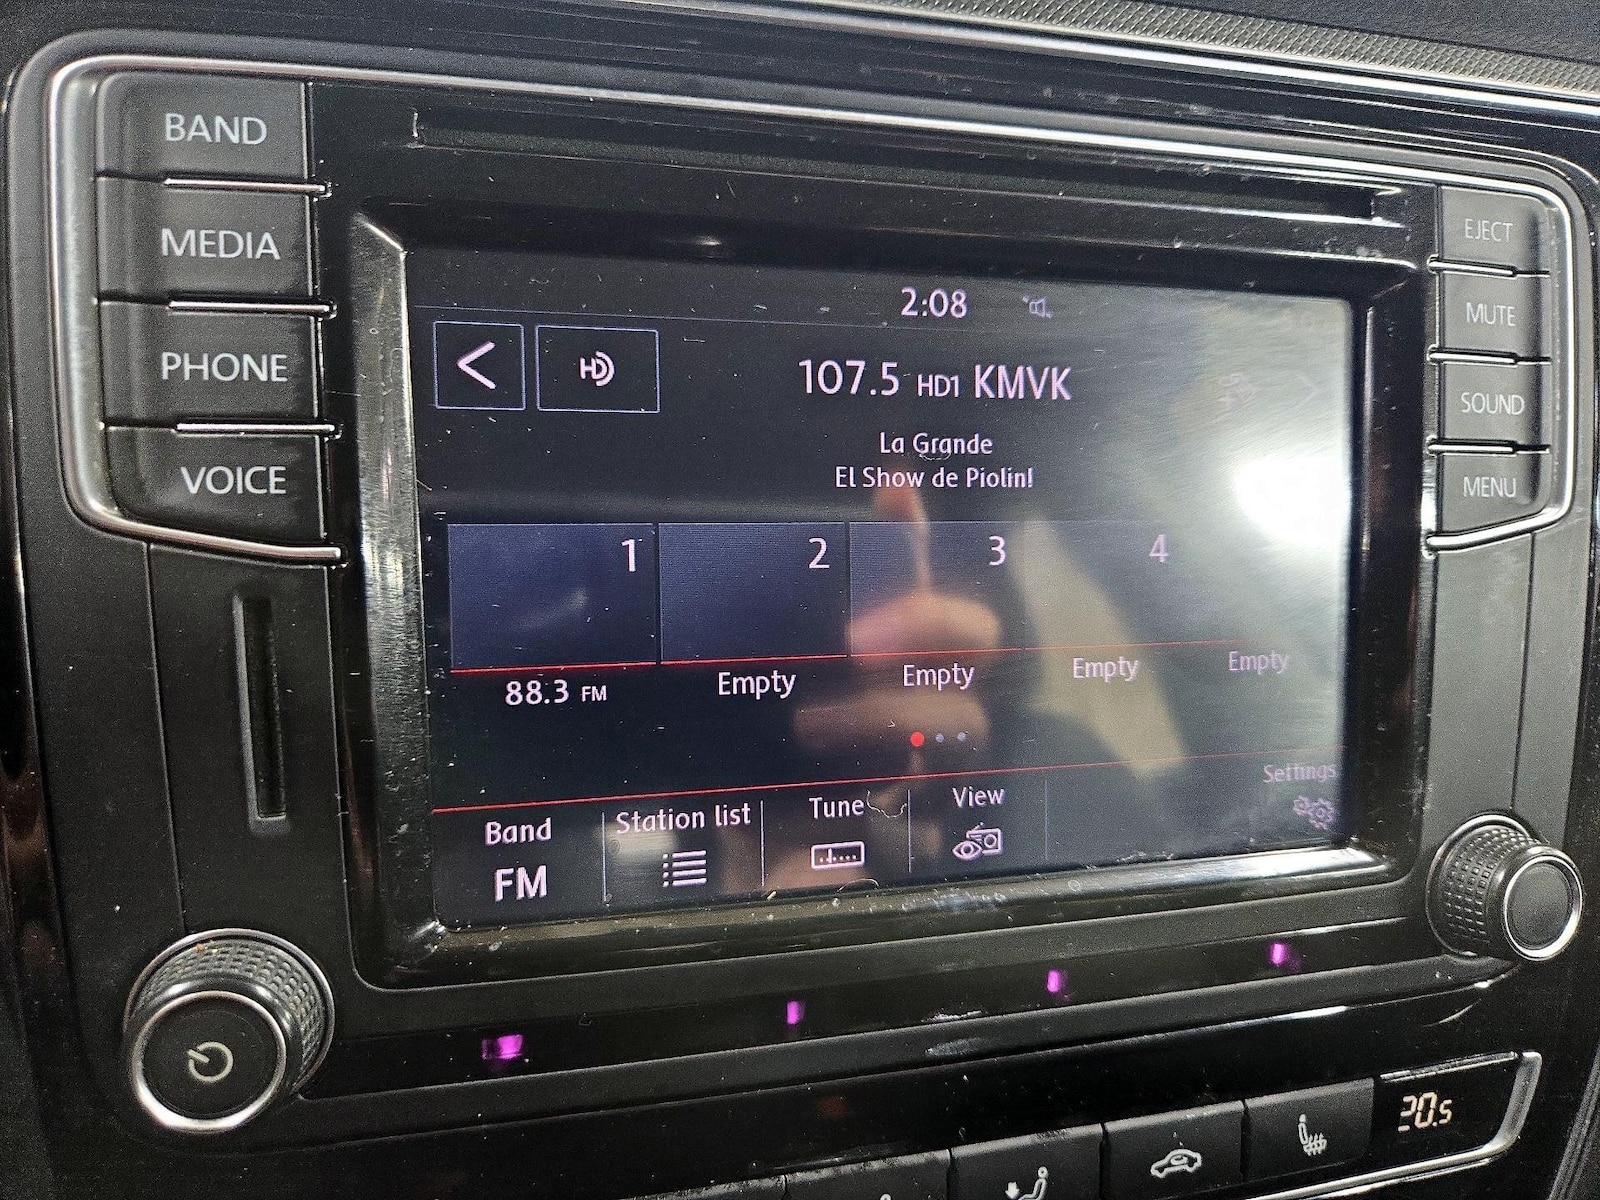 BAND
MEDIA
PHONE
VOICE
EJECT
MUTE
SOUND
MENU
2:08
HD
107.5 HD1 KMVK
La Grande
El Show de Piolin!
1
2
3
4
88.3 FM
Empty
Empty
Empty
Empty
Band
FM
Station list
Tune
View
Settings
20.5